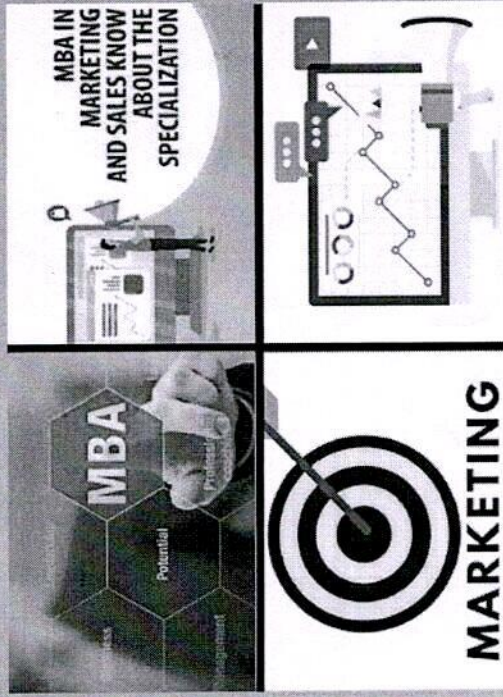 MBA
Potential
MBA IN
MARKETING
AND SALES KNOW
ABOUT THE
SPECIALIZATION
MARKETING